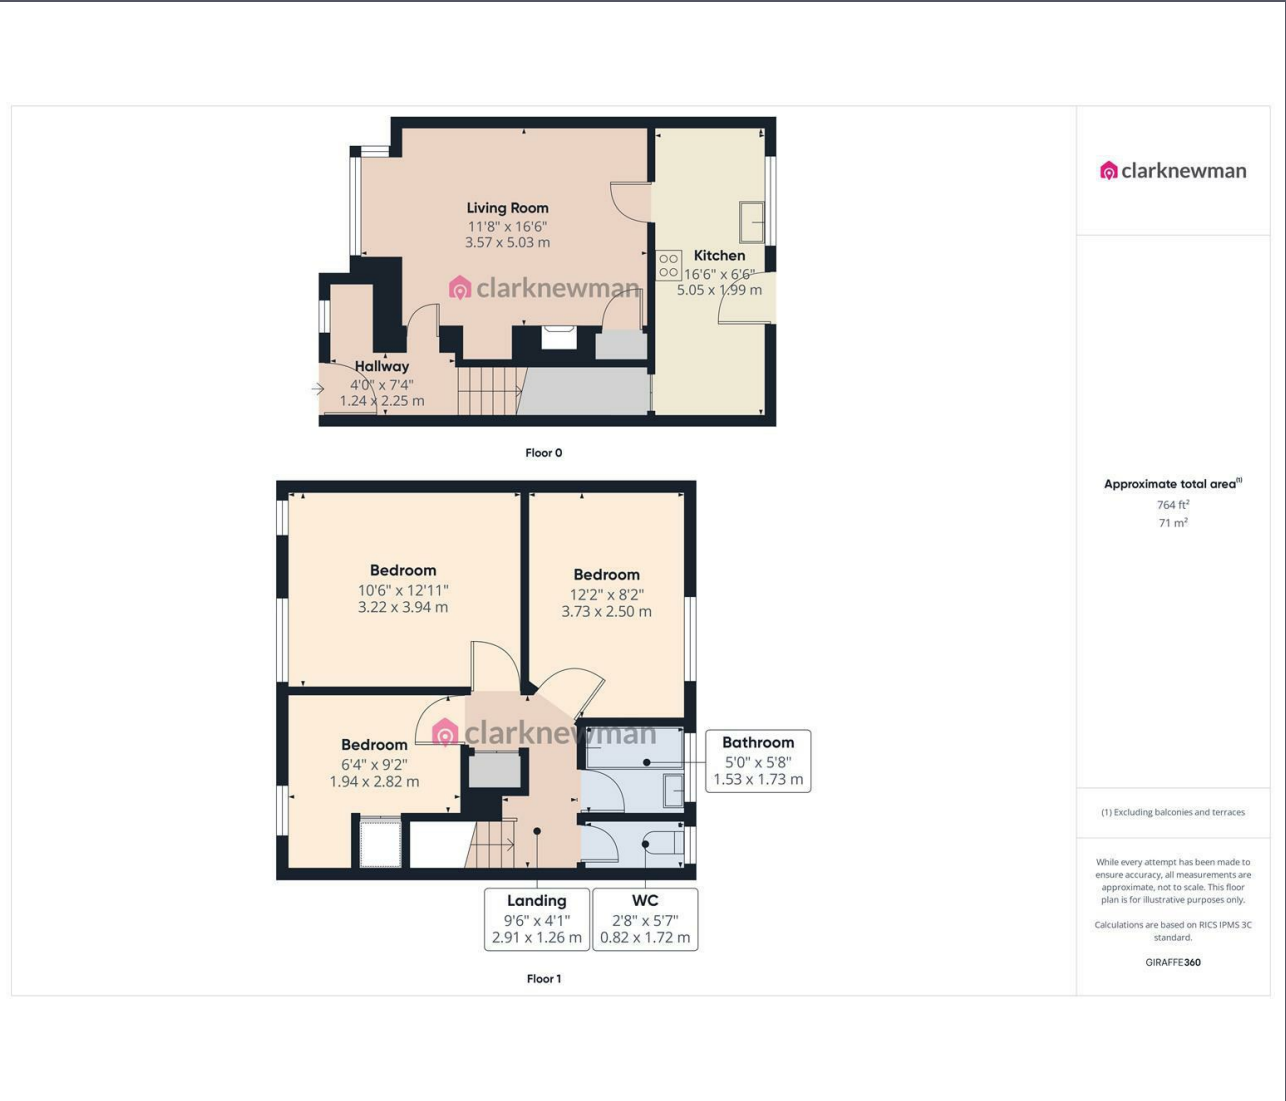 clarknewman
Living Room
11'8" x 16'6"
3.57 x 5.03 m
Kitchen
16'6" x 6'6"
5.05 x 1.99 m
clarknewman
Hallway
4'0" x 7'4"
1.24 x 2.25 m
Floor 0
Approximate total area(1)
764 ft²
71 m²
Bedroom
10'6" x 12'11"
3.22 x 3.94 m
Bedroom
12'2" x 8'2"
3.73 x 2.50 m
clarknewman
Bedroom
6'4" x 9'2"
1.94 x 2.82 m
Bathroom
5'0" x 5'8"
1.53 x 1.73 m
Landing
9'6" x 4'1"
2.91 x 1.26 m
WC
2'8" x 5'7"
0.82 x 1.72 m
Floor 1
(1) Excluding balconies and terraces
While every attempt has been made to
ensure accuracy, all measurements are
approximate, not to scale. This floor
plan is for illustrative purposes only.
Calculations are based on RICS IPMS 3C
standard.
GIRAFFE360